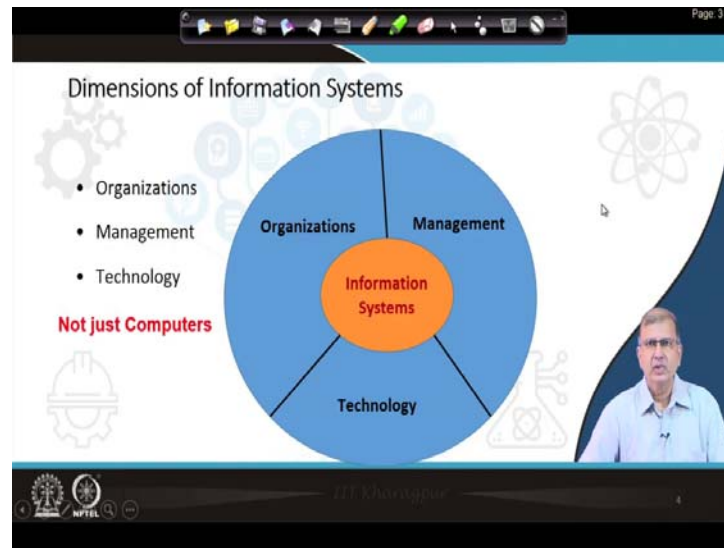 Page: 3
Dimensions of Information Systems
• Organizations
• Management
• Technology
Not just Computers
Organizations
Management
Information
Systems
Technology
IIT Kharagpur
NPTEL
4